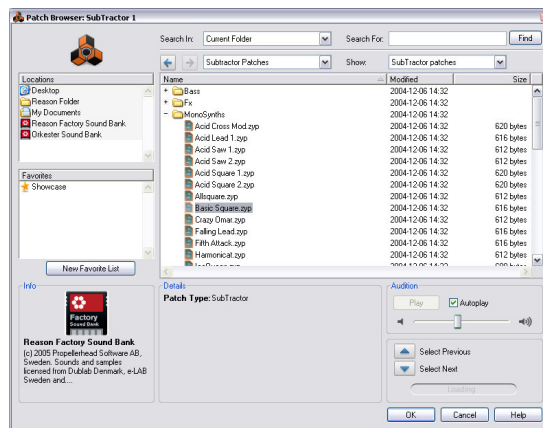 Patch Browser: SubTractor 1
Search In: Current Folder Search For: Find
Subtractor Patches Show: SubTractor patches
Locations
Desktop
Reason Folder
My Documents
Reason Factory Sound Bank
Orkester Sound Bank
Favorites
Showcase
New Favorite List
Name Modified Size
Bass 2004-12-06 14:32
Fx 2004-12-06 14:32
MonoSynths 2004-12-06 14:32
Acid Cross Mod.zyp 2004-12-06 14:32 620 bytes
Acid Lead 1.zyp 2004-12-06 14:32 616 bytes
Acid Saw 1.zyp 2004-12-06 14:32 612 bytes
Acid Saw 2.zyp 2004-12-06 14:32 612 bytes
Acid Square 1.zyp 2004-12-06 14:32 620 bytes
Acid Square 2.zyp 2004-12-06 14:32 620 bytes
Allsquare.zyp 2004-12-06 14:32 612 bytes
Basic Square.zyp 2004-12-06 14:32 616 bytes
Crazy Omar.zyp 2004-12-06 14:32 612 bytes
Falling Lead.zyp 2004-12-06 14:32 616 bytes
Fifth Attack.zyp 2004-12-06 14:32 616 bytes
Harmonicat.zyp 2004-12-06 14:32 612 bytes
Info
Factory
Sound Bank
Reason Factory Sound Bank
(c) 2005 Propellerhead Software AB,
Sweden. Sounds and samples
licensed from Dublab Denmark, e-LAB
Sweden and....
Details
Patch Type: SubTractor
Audition
Play Autoplay
Select Previous
Select Next
Loading
OK Cancel Help